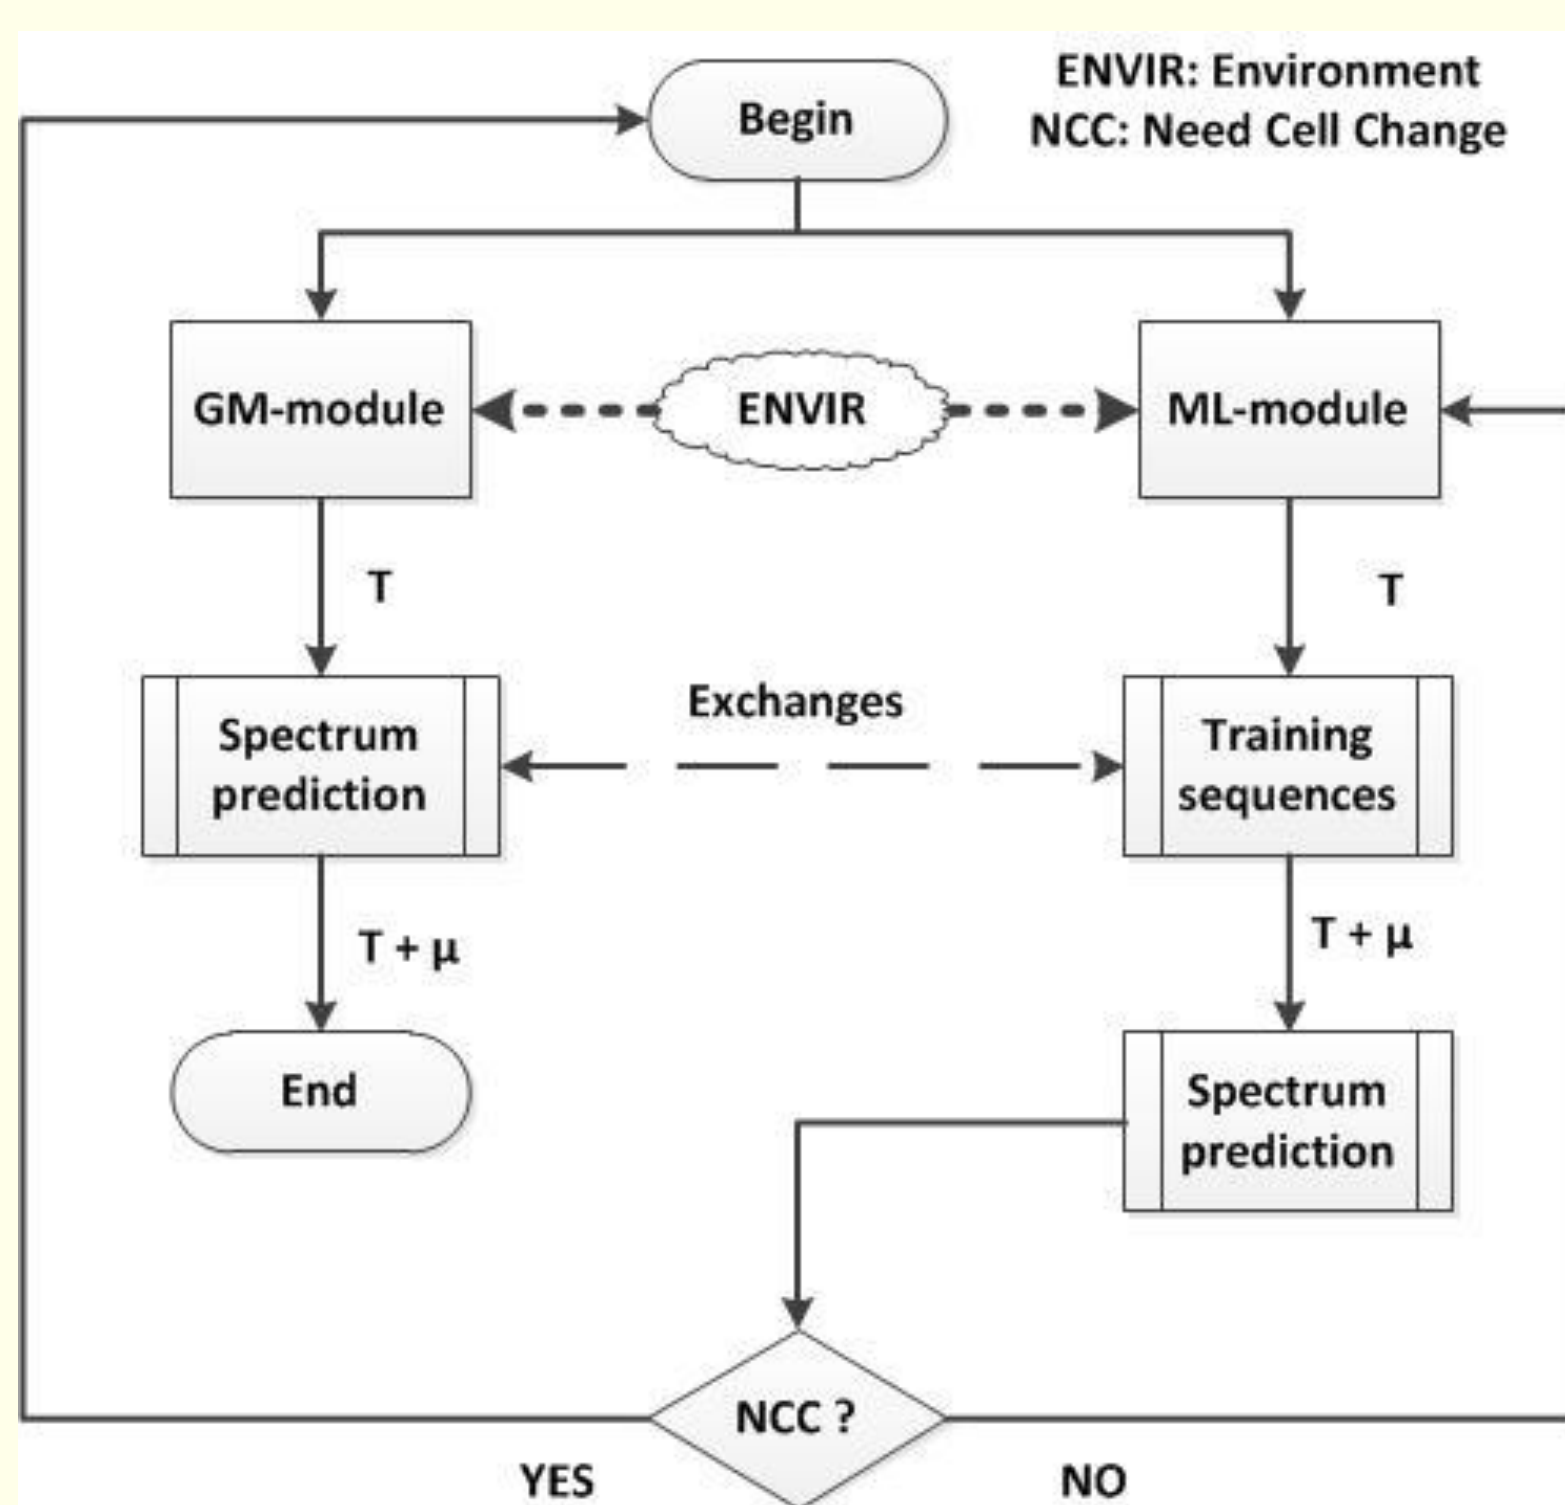 ENVIR: Environment
NCC: Need Cell Change
Begin
GM-module
ENVIR
ML-module
T
T
Exchanges
Spectrum
prediction
Training
sequences
T + μ
T + μ
End
Spectrum
prediction
NCC ?
YES
NO